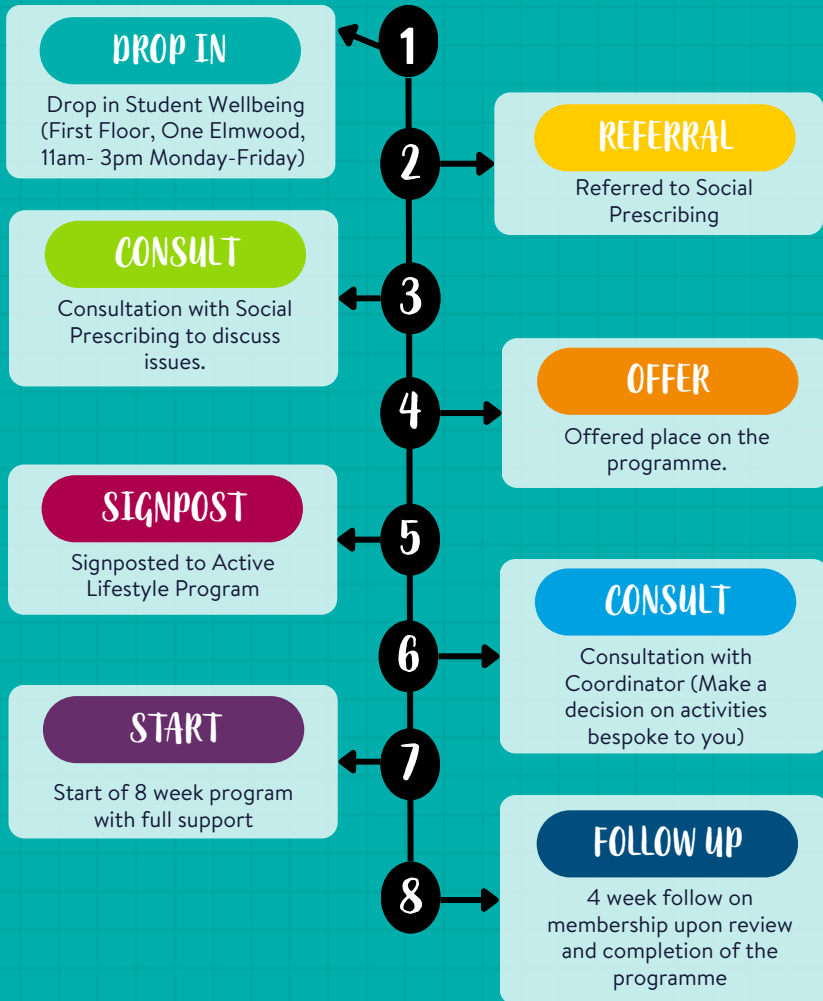 1
DROP IN
Drop in Student Wellbeing
(First Floor, One Elmwood,
11am- 3pm Monday-Friday)
2
REFERRAL
Referred to Social
Prescribing
3
CONSULT
Consultation with Social
Prescribing to discuss
issues.
4
OFFER
Offered place on the
programme.
5
SIGNPOST
Signposted to Active
Lifestyle Program
6
CONSULT
Consultation with
Coordinator (Make a
decision on activities
bespoke to you)
7
START
Start of 8 week program
with full support
8
FOLLOW UP
4 week follow on
membership upon review
and completion of the
programme